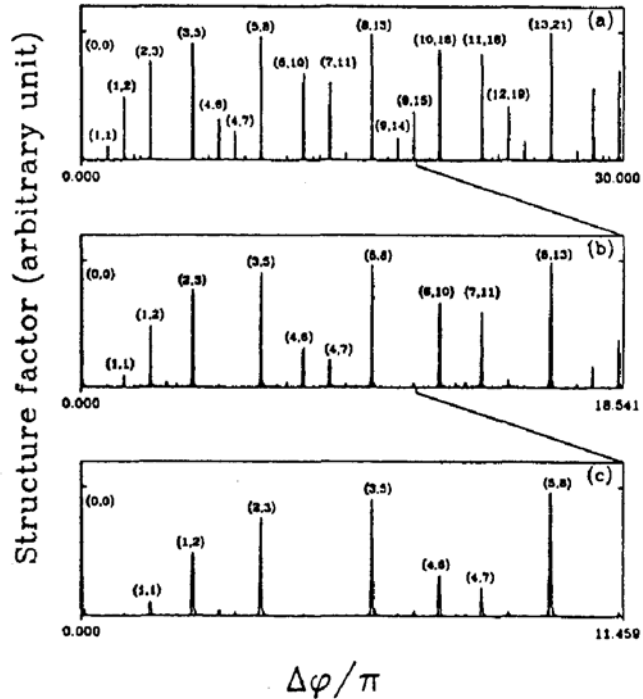 Structure factor (arbitrary unit)
(a)
(0,0) (1,1) (1,2) (2,3) (3,5) (4,6) (4,7) (5,8) (6,10) (7,11) (8,13) (9,14) (9,15) (10,16) (11,18) (12,19) (13,21)
0.000 30.000
(b)
(0,0) (1,1) (1,2) (2,3) (3,5) (4,6) (4,7) (5,8) (6,10) (7,11) (8,13)
0.000 18.541
(c)
(0,0) (1,1) (1,2) (2,3) (3,5) (4,6) (4,7) (5,8)
0.000 11.459
Δφ/π